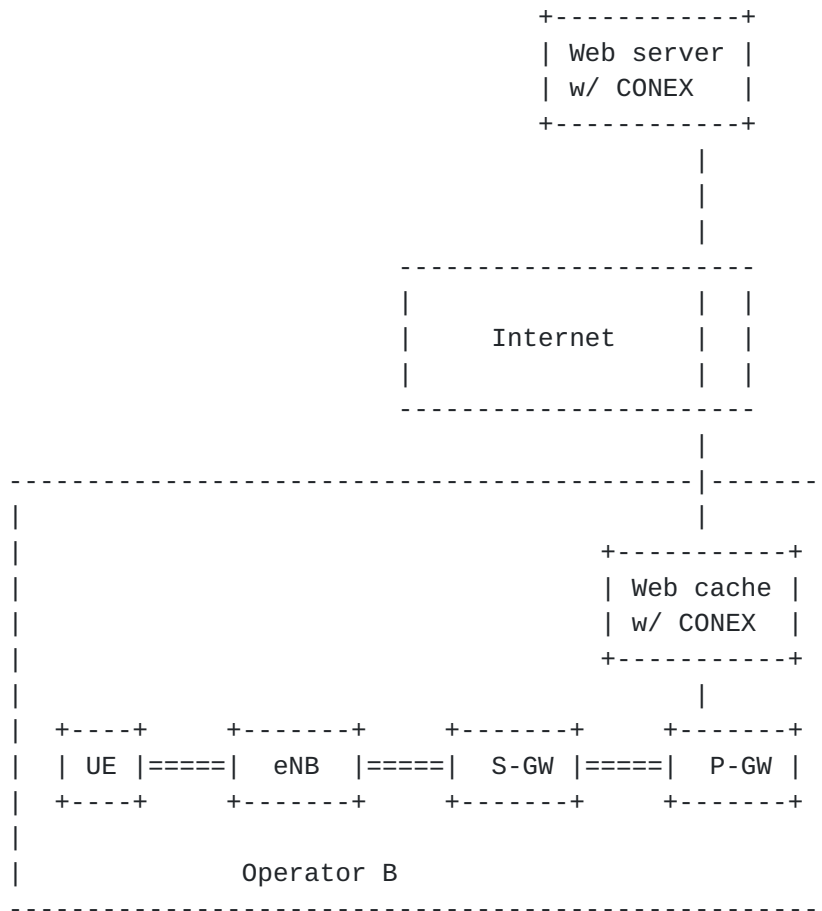 Web server
w/ CONEX
Internet
Web cache
w/ CONEX
UE eNB S-GW P-GW
Operator B